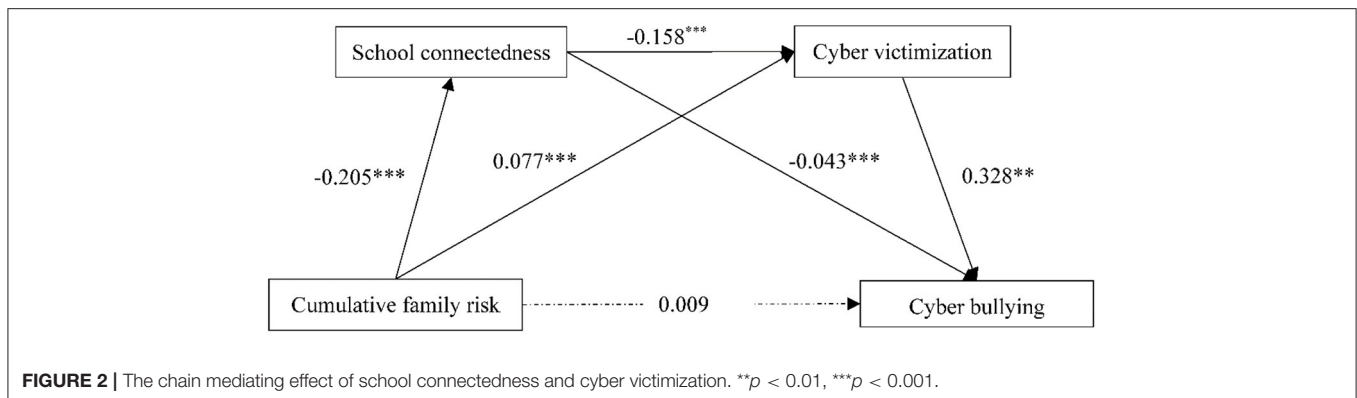 -0.158***
School connectedness
Cyber victimization
-0.205***
0.077***
-0.043***
0.328**
Cumulative family risk
0.009
Cyber bullying
FIGURE 2 | The chain mediating effect of school connectedness and cyber victimization. **p < 0.01, ***p < 0.001.